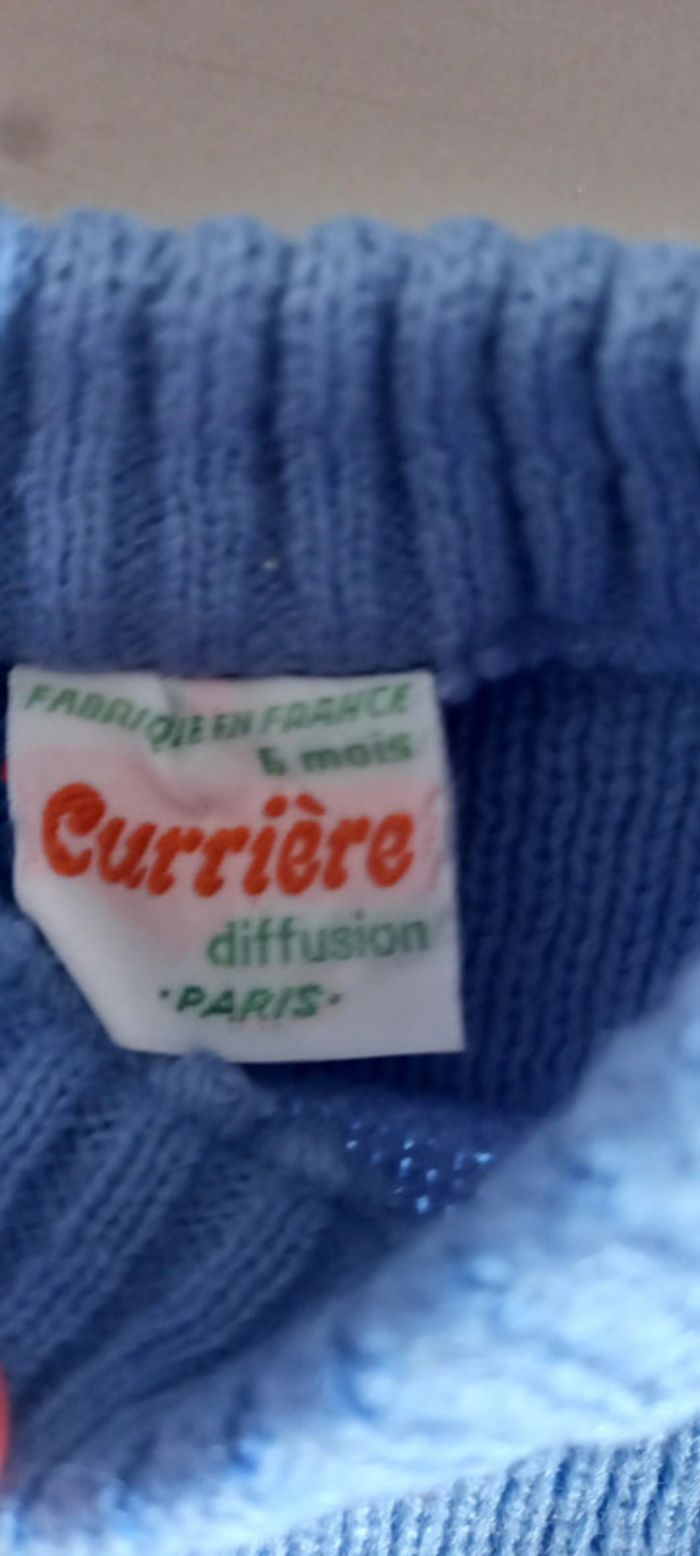 FABRIQUE EN FRANCE
6 mois
Currière
diffusion
·PARIS·